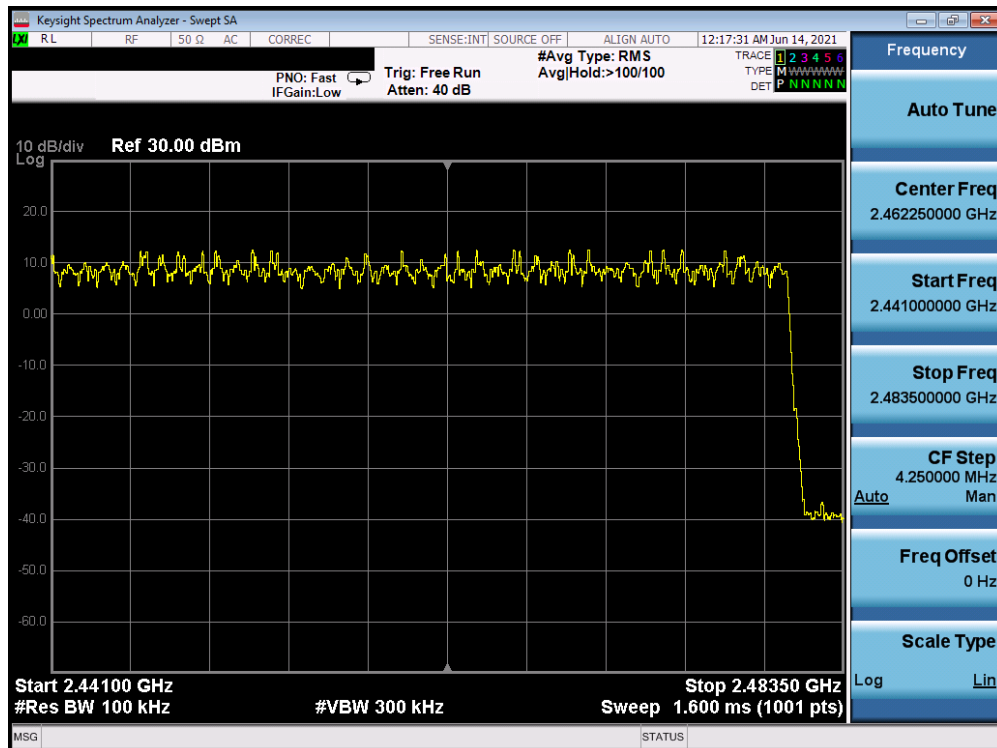 Keysight Spectrum Analyzer - Swept SA
LXI RL RF 50 Ω AC CORREC SENSE:INT SOURCE OFF ALIGN AUTO 12:17:31 AM Jun 14, 2021
PNO: Fast
IFGain:Low
Trig: Free Run
Atten: 40 dB
#Avg Type: RMS
Avg|Hold:>100/100
TRACE 1 2 3 4 5 6
TYPE M WWWWW
DET P N N N N N
10 dB/div Ref 30.00 dBm
Log
20.0
10.0
0.00
-10.0
-20.0
-30.0
-40.0
-50.0
-60.0
Start 2.44100 GHz Stop 2.48350 GHz
#Res BW 100 kHz #VBW 300 kHz Sweep 1.600 ms (1001 pts)
MSG STATUS
Frequency
Auto Tune
Center Freq
2.462250000 GHz
Start Freq
2.441000000 GHz
Stop Freq
2.483500000 GHz
CF Step
4.250000 MHz
Auto Man
Freq Offset
0 Hz
Scale Type
Log Lin